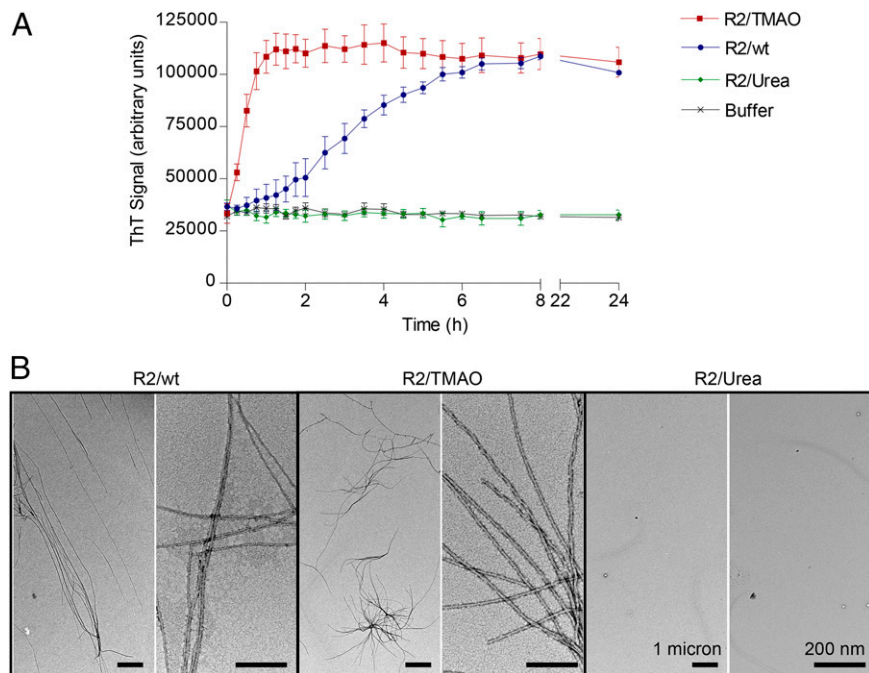 A
ThT Signal (arbitrary units)
125000
100000
75000
50000
25000
0
0 2 4 6 8 22 24
Time (h)
R2/TMAO
R2/wt
R2/Urea
Buffer
B
R2/wt R2/TMAO R2/Urea
1 micron 200 nm